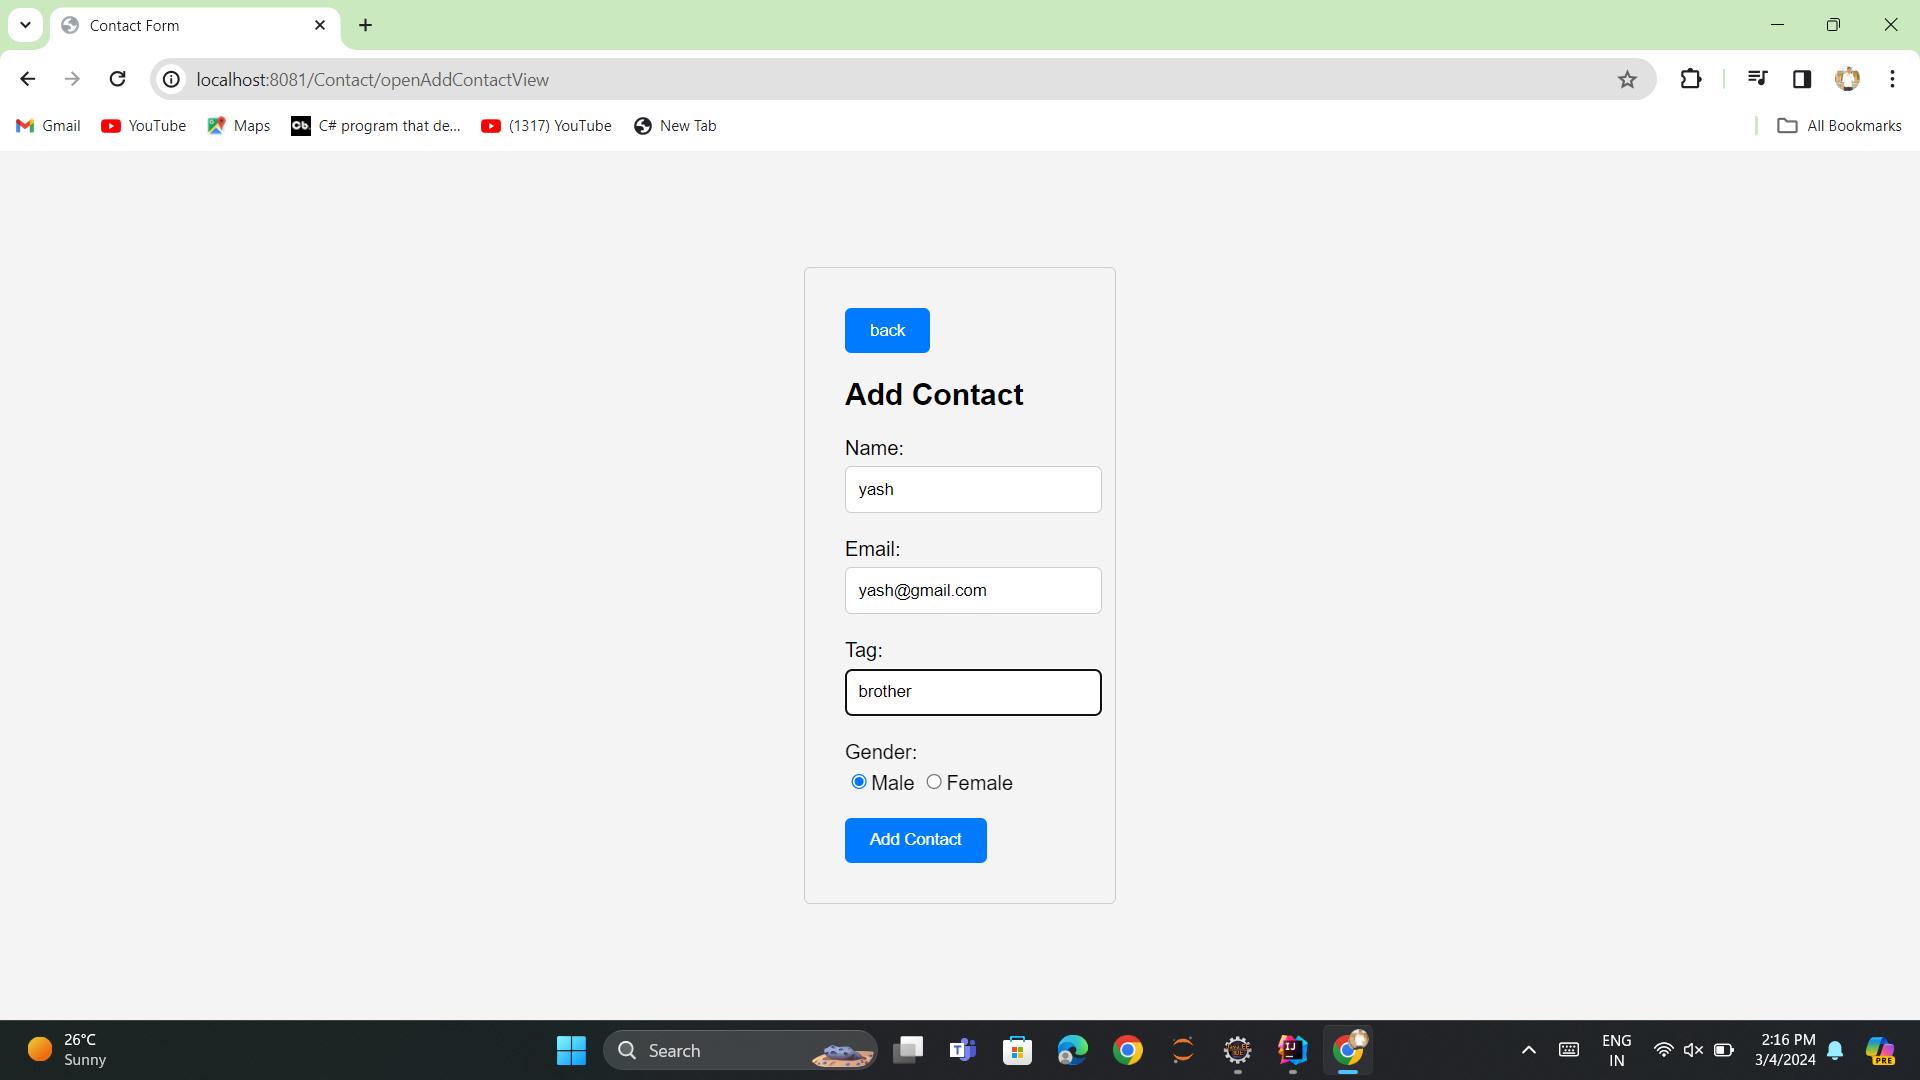 Contact Form
localhost:8081/Contact/openAddContactView
Gmail YouTube Maps Cb. C# program that de... (1317) YouTube New Tab All Bookmarks
back
Add Contact
Name:
yash
Email:
yash@gmail.com
Tag:
brother
Gender:
Male Female
Add Contact
26°C
Sunny
Search
ENG
IN
2:16 PM
3/4/2024
PRE